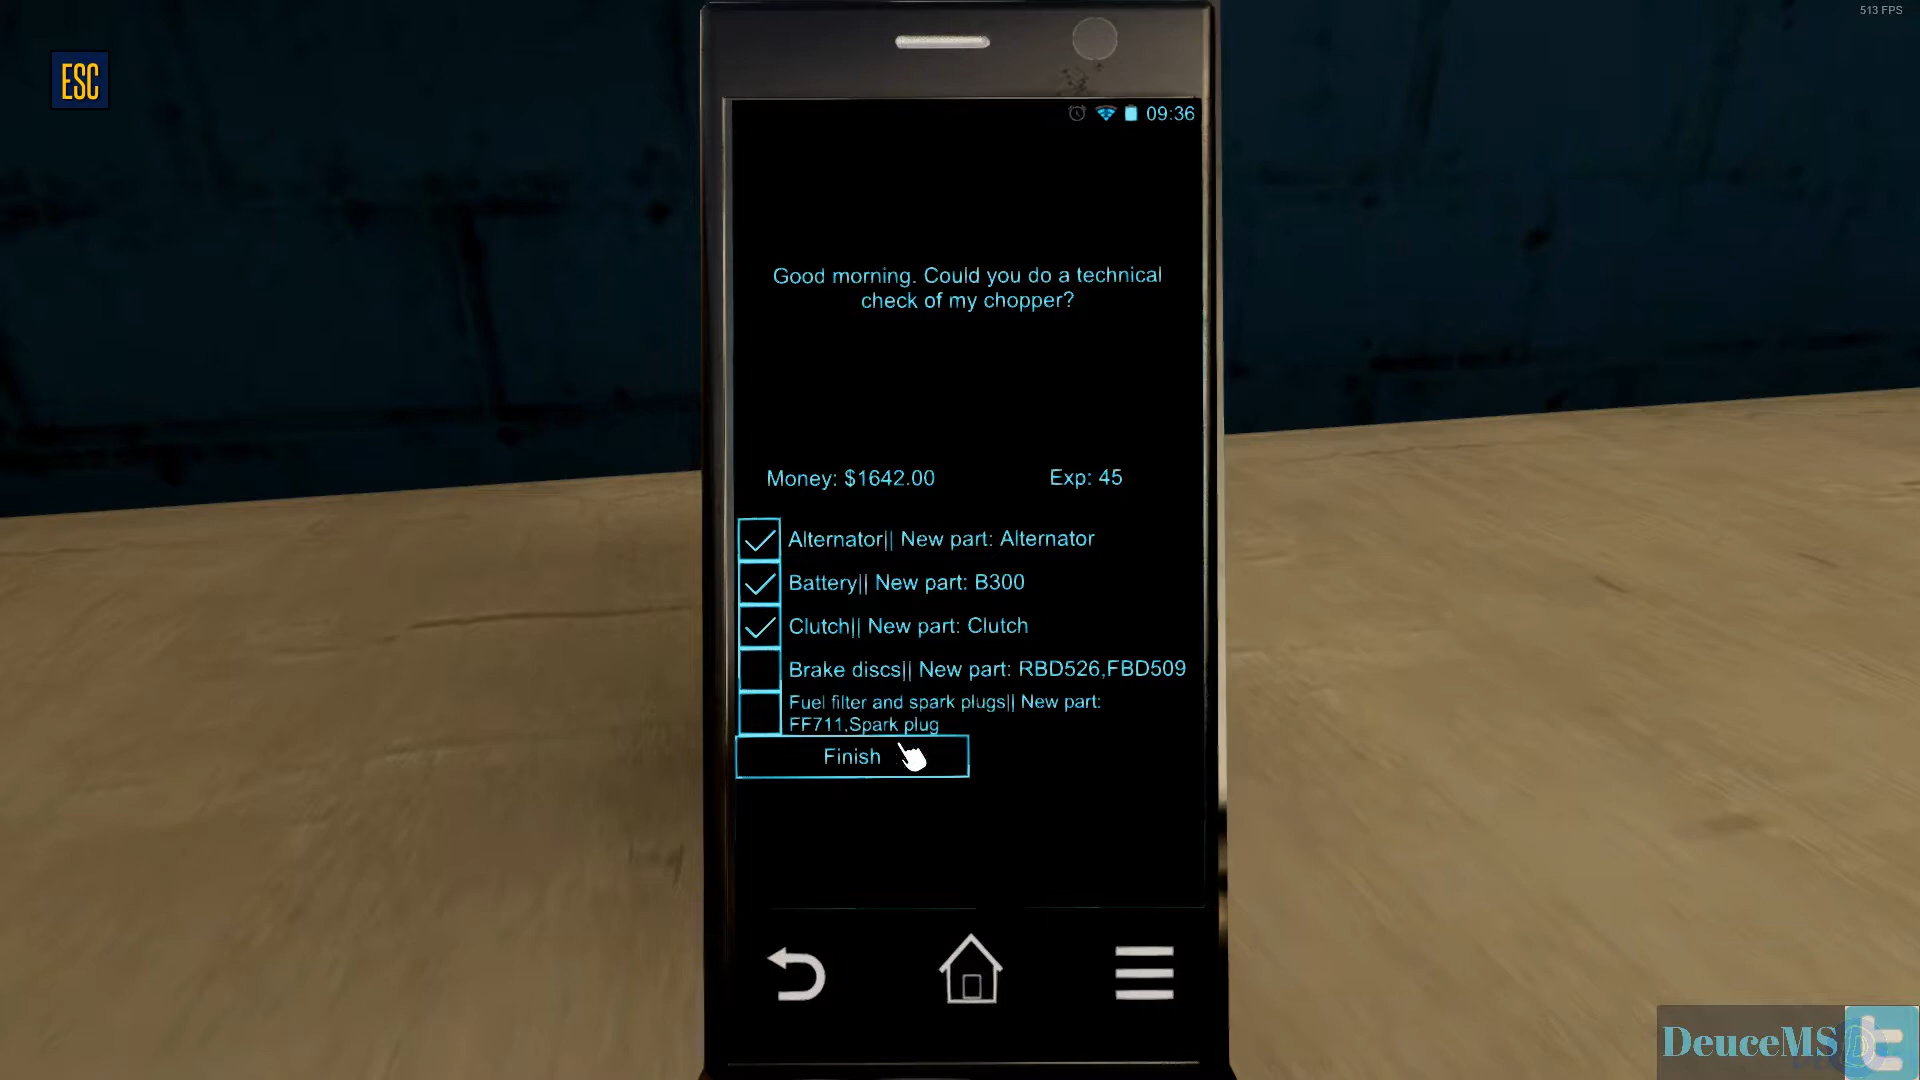 513 FPS
ESC
09:36
Good morning. Could you do a technical
check of my chopper?
Money: $1642.00
Exp: 45
Alternator|| New part: Alternator
Battery|| New part: B300
Clutch|| New part: Clutch
Brake discs|| New part: RBD526,FBD509
Fuel filter and spark plugs|| New part:
FF711,Spark plug
Finish
DeuceMS